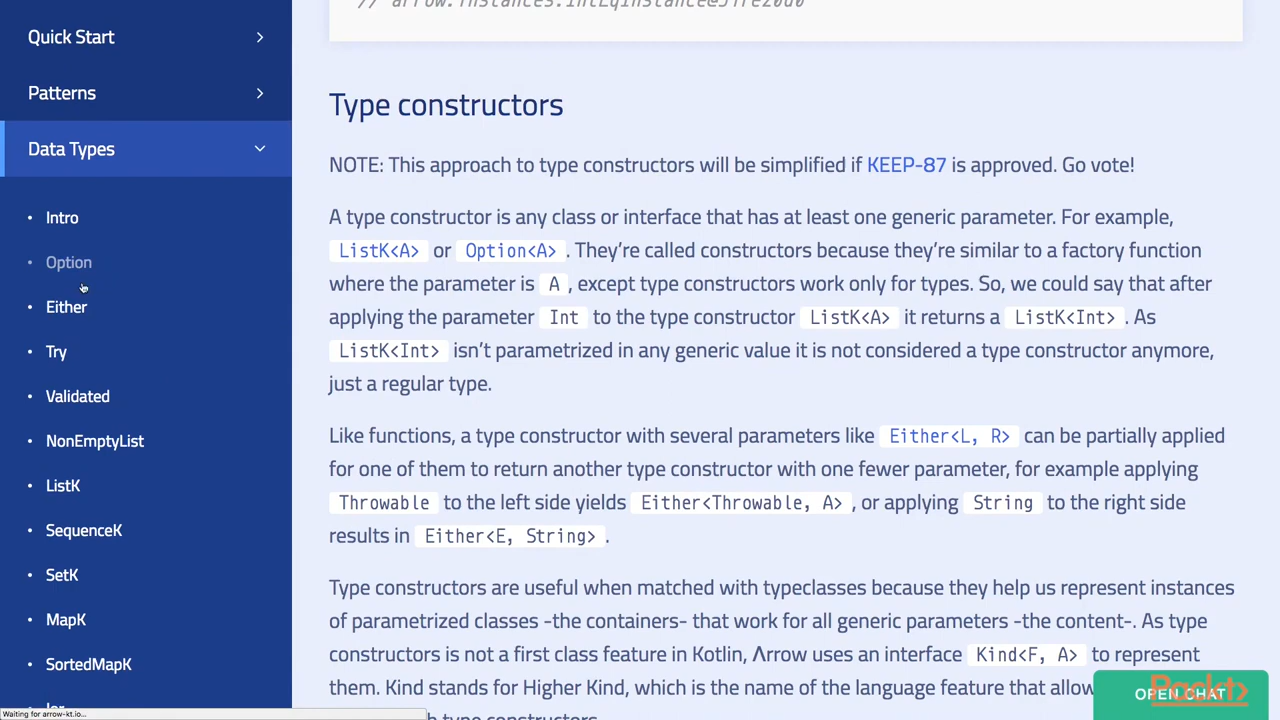 Quick Start
Patterns
Data Types
Intro
Option
Either
Try
Validated
NonEmptyList
ListK
SequenceK
SetK
MapK
SortedMapK
Waiting for arrow-kt.io...
// arrow.instances.IntEqInstance@
Type constructors
NOTE: This approach to type constructors will be simplified if KEEP-87 is approved. Go vote!
A type constructor is any class or interface that has at least one generic parameter. For example,
ListK<A> or Option<A> . They’re called constructors because they’re similar to a factory function
where the parameter is A , except type constructors work only for types. So, we could say that after
applying the parameter Int to the type constructor ListK<A> it returns a ListK<Int> . As
ListK<Int> isn’t parametrized in any generic value it is not considered a type constructor anymore,
just a regular type.
Like functions, a type constructor with several parameters like Either<L, R> can be partially applied
for one of them to return another type constructor with one fewer parameter, for example applying
Throwable to the left side yields Either<Throwable, A> , or applying String to the right side
results in Either<E, String> .
Type constructors are useful when matched with typeclasses because they help us represent instances
of parametrized classes -the containers- that work for all generic parameters -the content-. As type
constructors is not a first class feature in Kotlin, Λrrow uses an interface Kind<F, A> to represent
them. Kind stands for Higher Kind, which is the name of the language feature that allow
type constructors.
OPEN CHAT
Packt>